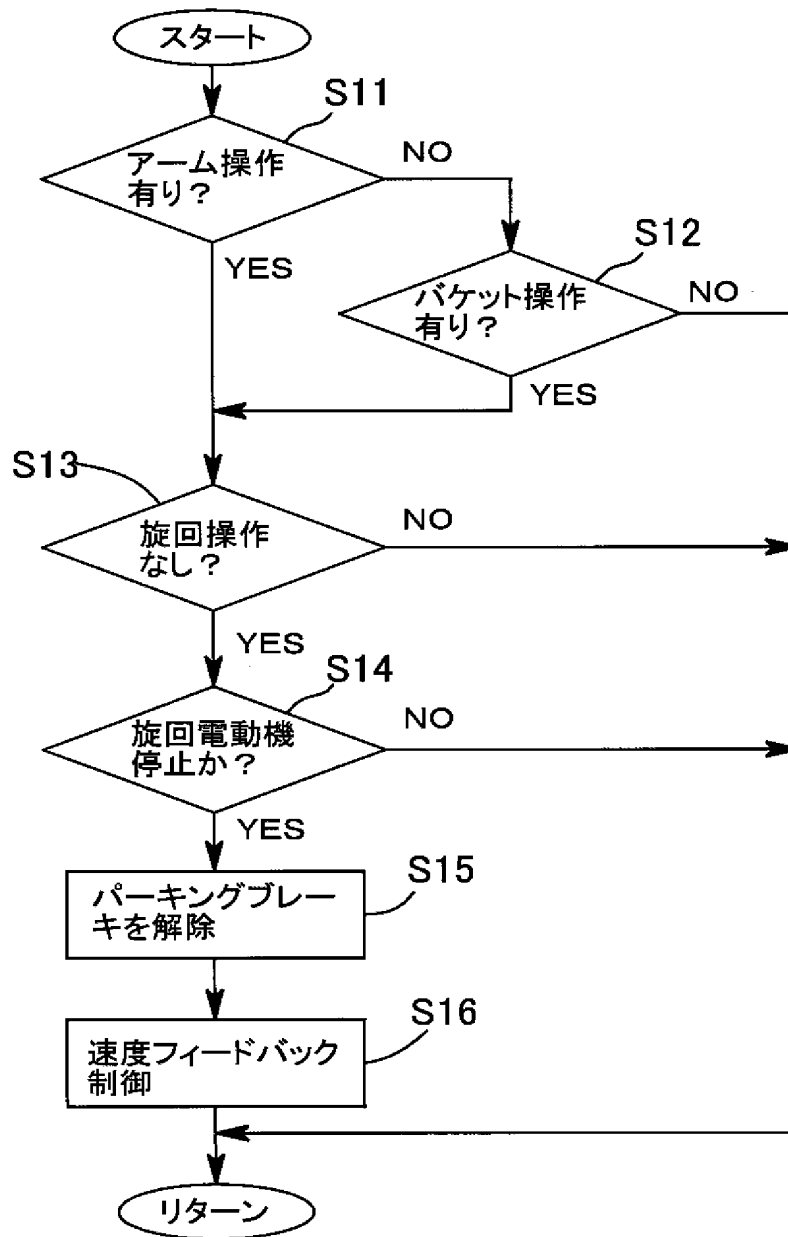 スタート
S11
アーム操作
有り?
NO
YES
S12
バケット操作
有り?
NO
YES
S13
旋回操作
なし?
NO
YES
S14
旋回電動機
停止か?
NO
YES
S15
パーキングブレー
キを解除
S16
速度フィードバック
制御
リターン